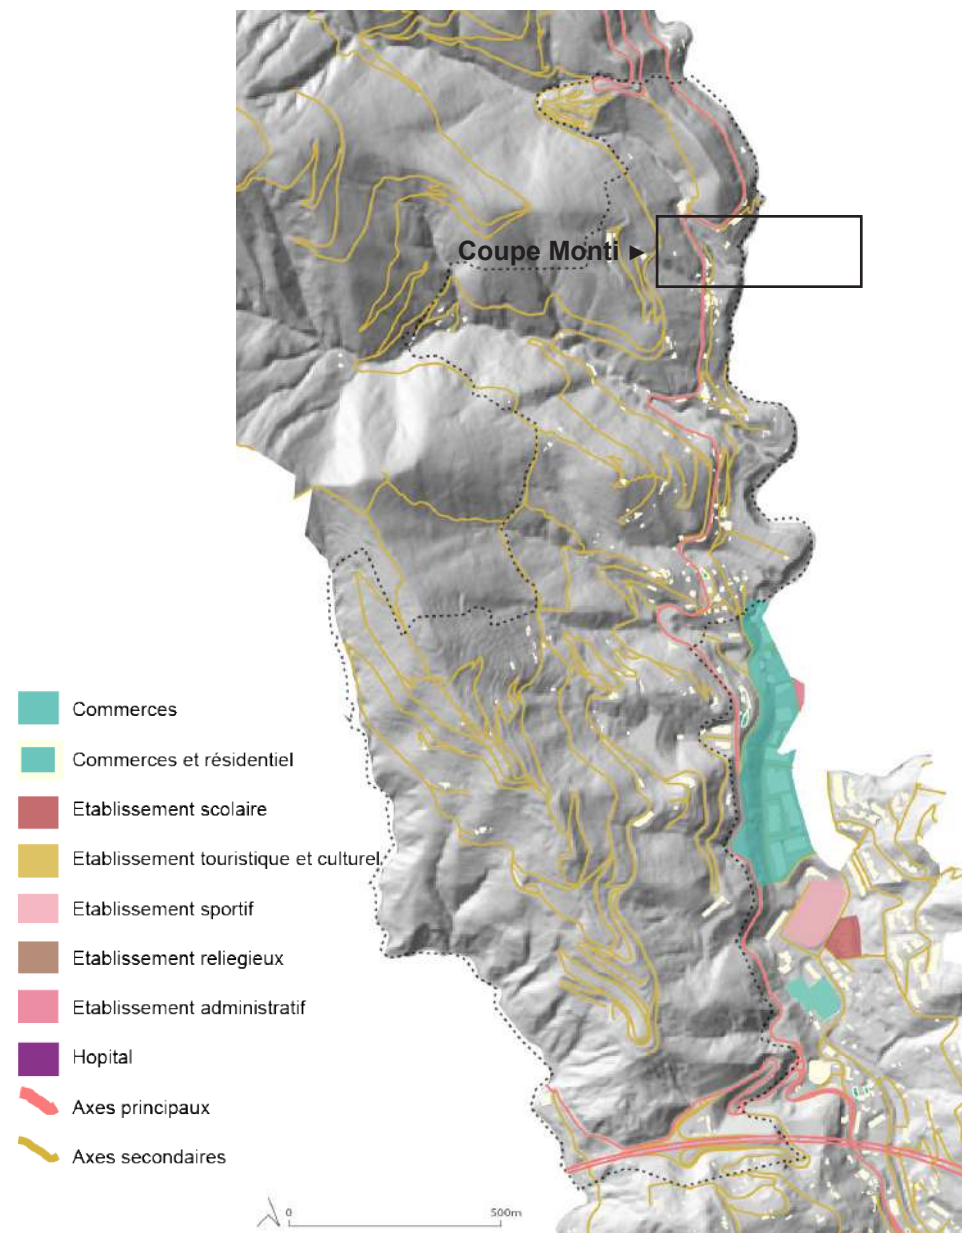 Coupe Monti ►
Commerces
Commerces et résidentiel
Etablissement scolaire
Etablissement touristique et culturel
Etablissement sportif
Etablissement reliegieux
Etablissement administratif
Hopital
Axes principaux
Axes secondaires
0 500m